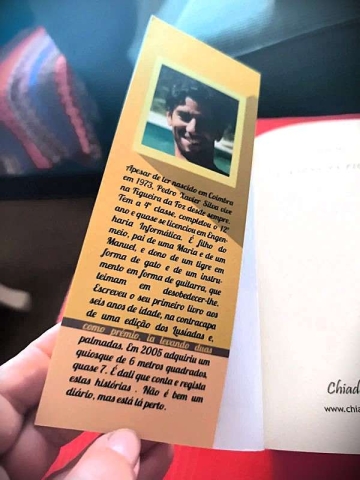 Apesar de ter nascido em Coimbra
em 1973, Pedro Xavier Silva vive
na Figueira da Foz desde sempre.
Tem a 4ª classe, completou o 12º
ano e quase se licenciou em Engen-
haria Informática. É filho do
meio, pai de uma Maria e de um
Manuel, e dono de um tigre em
forma de gato e de um instru-
mento em forma de guitarra, que
teimam em desobedecer-lhe.
Escreveu o seu primeiro livro aos
seis anos de idade, na contracapa
de uma edição dos Lusíadas e,
como prémio, ia levando duas
palmadas. Em 2005 adquiriu um
quiosque de 6 metros quadrados,
quase 7. É dali que conta e regista
estas histórias . Não é bem um
diário, mas está lá perto.
Chiad
www.chia